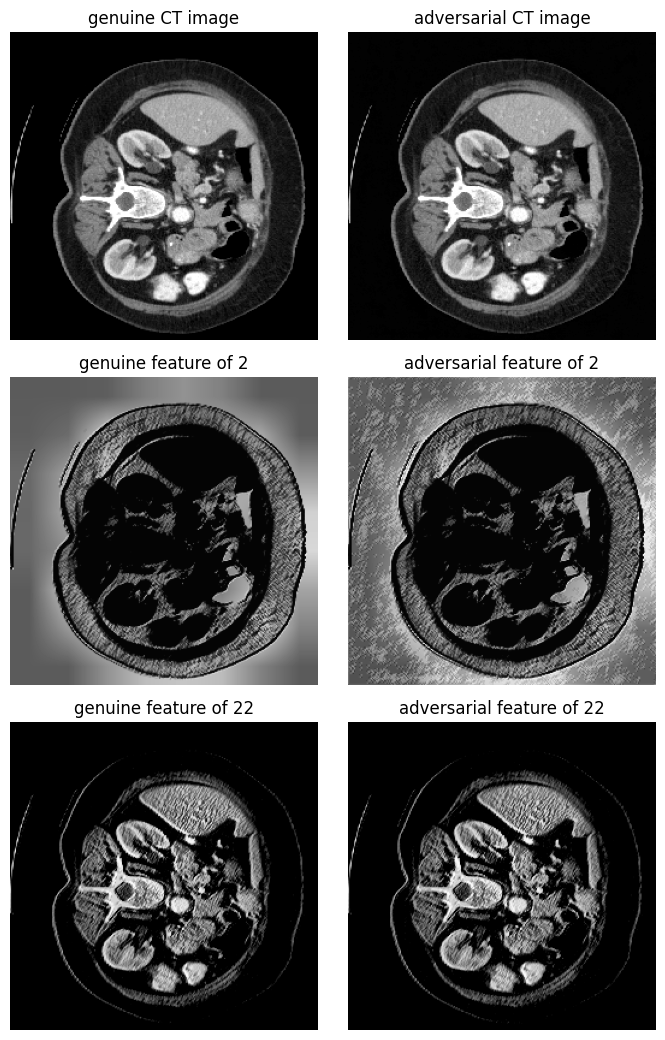 genuine CT image
adversarial CT image
genuine feature of 2
adversarial feature of 2
genuine feature of 22
adversarial feature of 22